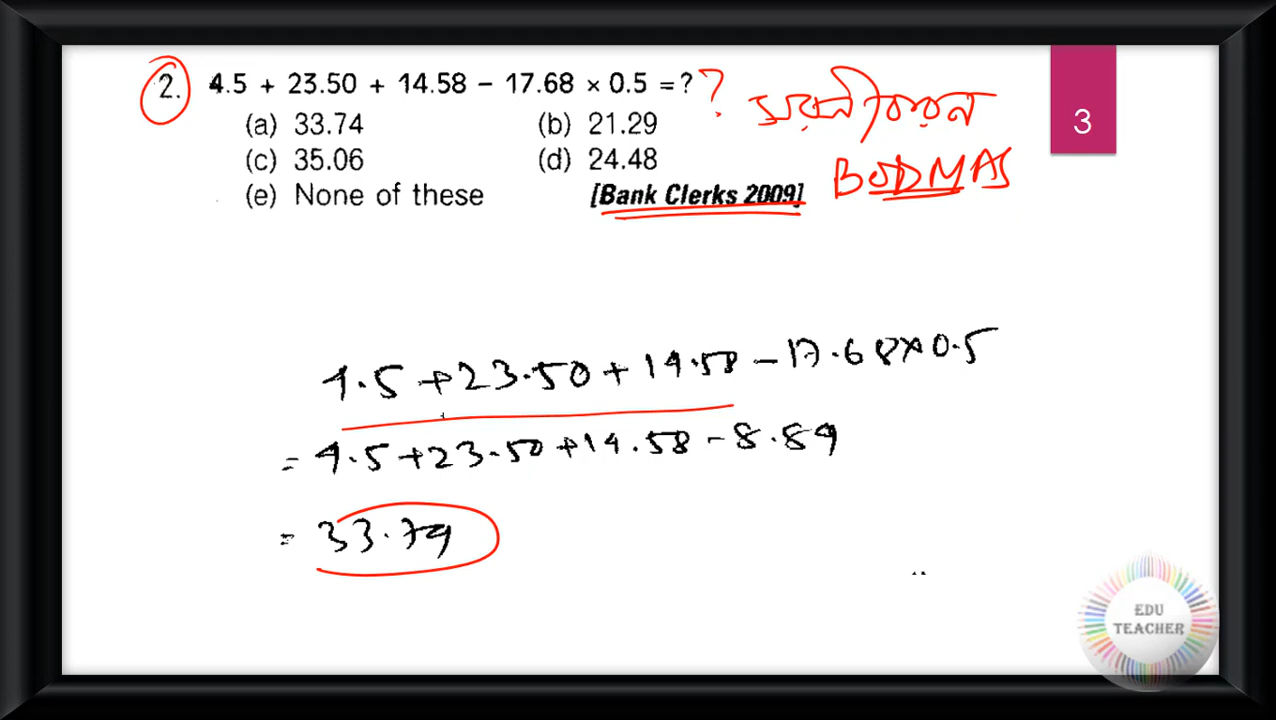 2. 4.5 + 23.50 + 14.58 − 17.68 × 0.5 = ? ? সরলীকরন
(a) 33.74 (b) 21.29
3
(c) 35.06 (d) 24.48
BODMAS
(e) None of these [Bank Clerks 2009]
4.5 + 23.50 + 14.58 − 17.68 × 0.5
= 4.5 + 23.50 + 14.58 − 8.84
= 33.74
EDU
TEACHER